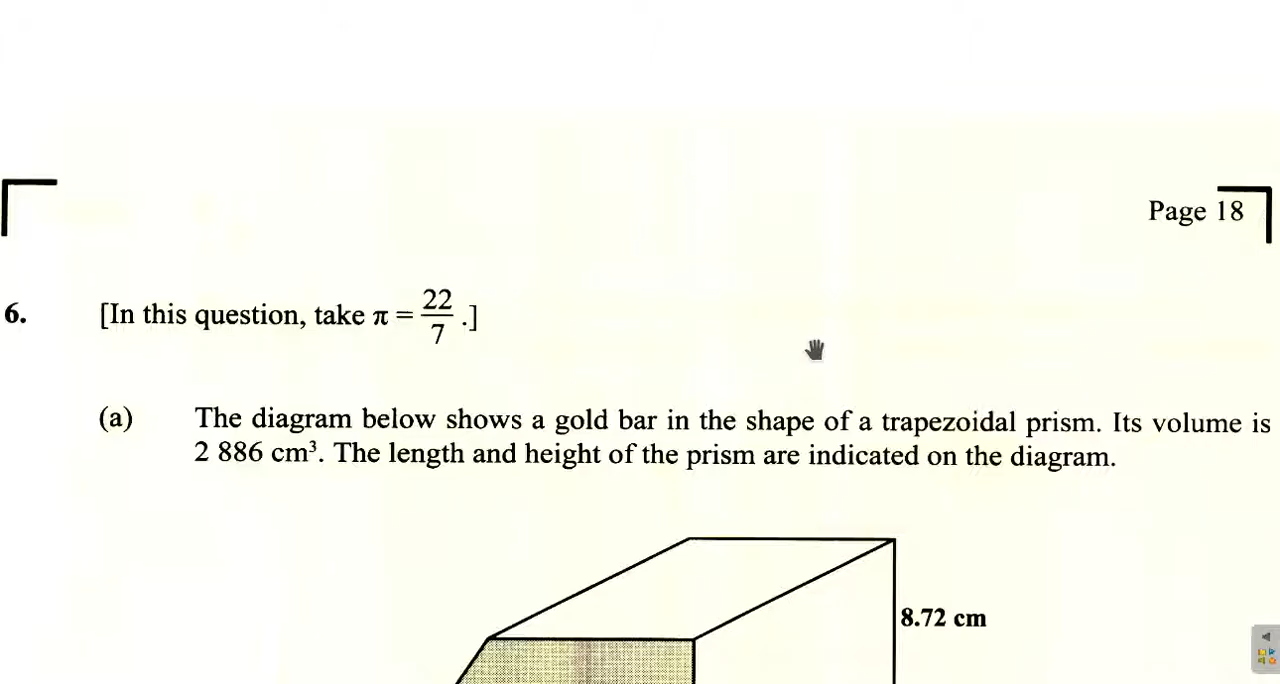 Page 18
6. [In this question, take π = 22/7 .]
(a) The diagram below shows a gold bar in the shape of a trapezoidal prism. Its volume is
2 886 cm³. The length and height of the prism are indicated on the diagram.
8.72 cm